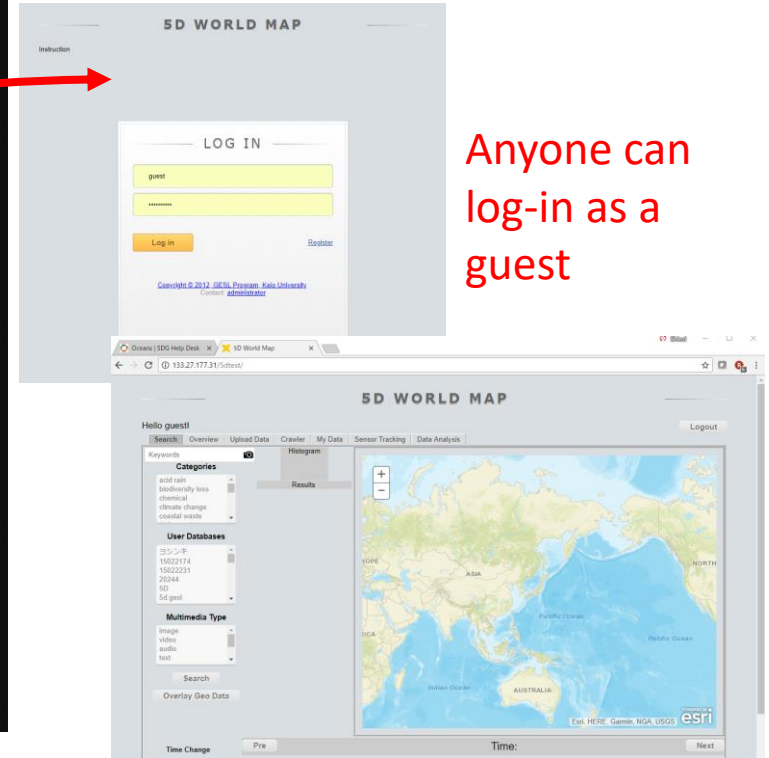 5D WORLD MAP
Instruction
LOG IN
guest
••••••••••
Log in
Register
Copyright © 2012, GESL Program, Keio University
Contact: administrator
Anyone can
log-in as a
guest
Oceans | SDG Help Desk
5D World Map
133.27.177.31/5dtest/
5D WORLD MAP
Hello guest!
Logout
Search Overview Upload Data Crawler My Data Sensor Tracking Data Analysis
Keywords
Histogram
Results
Categories
acid rain
biodiversity loss
chemical
climate change
coastal waste
User Databases
ヨシンキ
15022174
15022231
20244
5D
5d gesl
Multimedia Type
image
video
audio
text
Search
Overlay Geo Data
+
−
OPE
ASIA
NORTH
Pacific Ocean
Pacific Ocean
ICA
Indian Ocean
AUSTRALIA
Esri, HERE, Garmin, NGA, USGS
esri
Time Change
Pre
Time:
Next